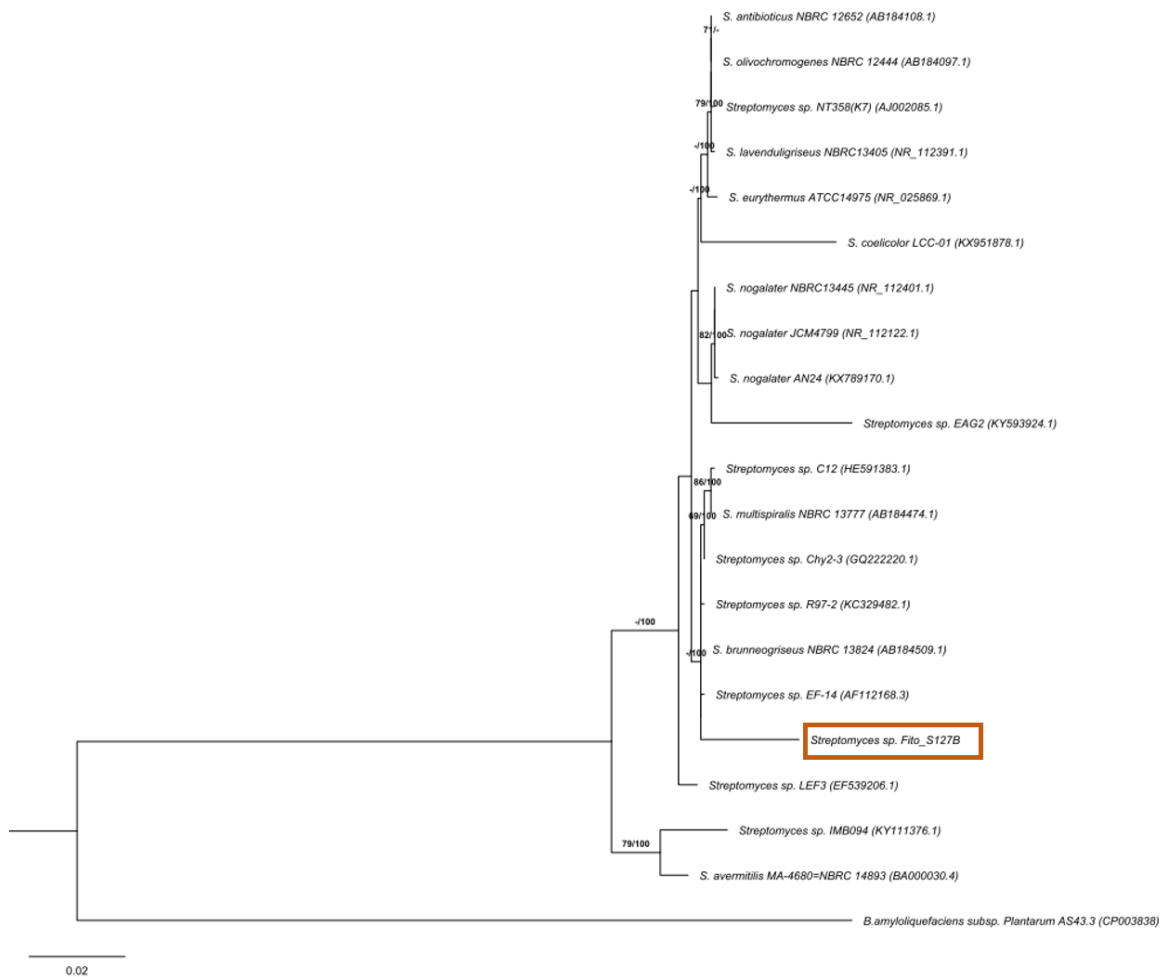 S. antibioticus NBRC 12652 (AB184108.1)
71/-
S. olivochromogenes NBRC 12444 (AB184097.1)
79/100
Streptomyces sp. NT358(K7) (AJ002085.1)
-/100
S. lavenduligriseus NBRC13405 (NR_112391.1)
-/100
S. eurythermus ATCC14975 (NR_025869.1)
S. coelicolor LCC-01 (KX951878.1)
S. nogalater NBRC13445 (NR_112401.1)
82/100
S. nogalater JCM4799 (NR_112122.1)
S. nogalater AN24 (KX789170.1)
Streptomyces sp. EAG2 (KY593924.1)
Streptomyces sp. C12 (HE591383.1)
86/100
69/100
S. multispiralis NBRC 13777 (AB184474.1)
Streptomyces sp. Chy2-3 (GQ222220.1)
Streptomyces sp. R97-2 (KC329482.1)
-/100
-/100
S. brunneogriseus NBRC 13824 (AB184509.1)
Streptomyces sp. EF-14 (AF112168.3)
Streptomyces sp. Fito_S127B
Streptomyces sp. LEF3 (EF539206.1)
Streptomyces sp. IMB094 (KY111376.1)
79/100
S. avermitilis MA-4680=NBRC 14893 (BA000030.4)
B.amyloliquefaciens subsp. Plantarum AS43.3 (CP003838)
0.02